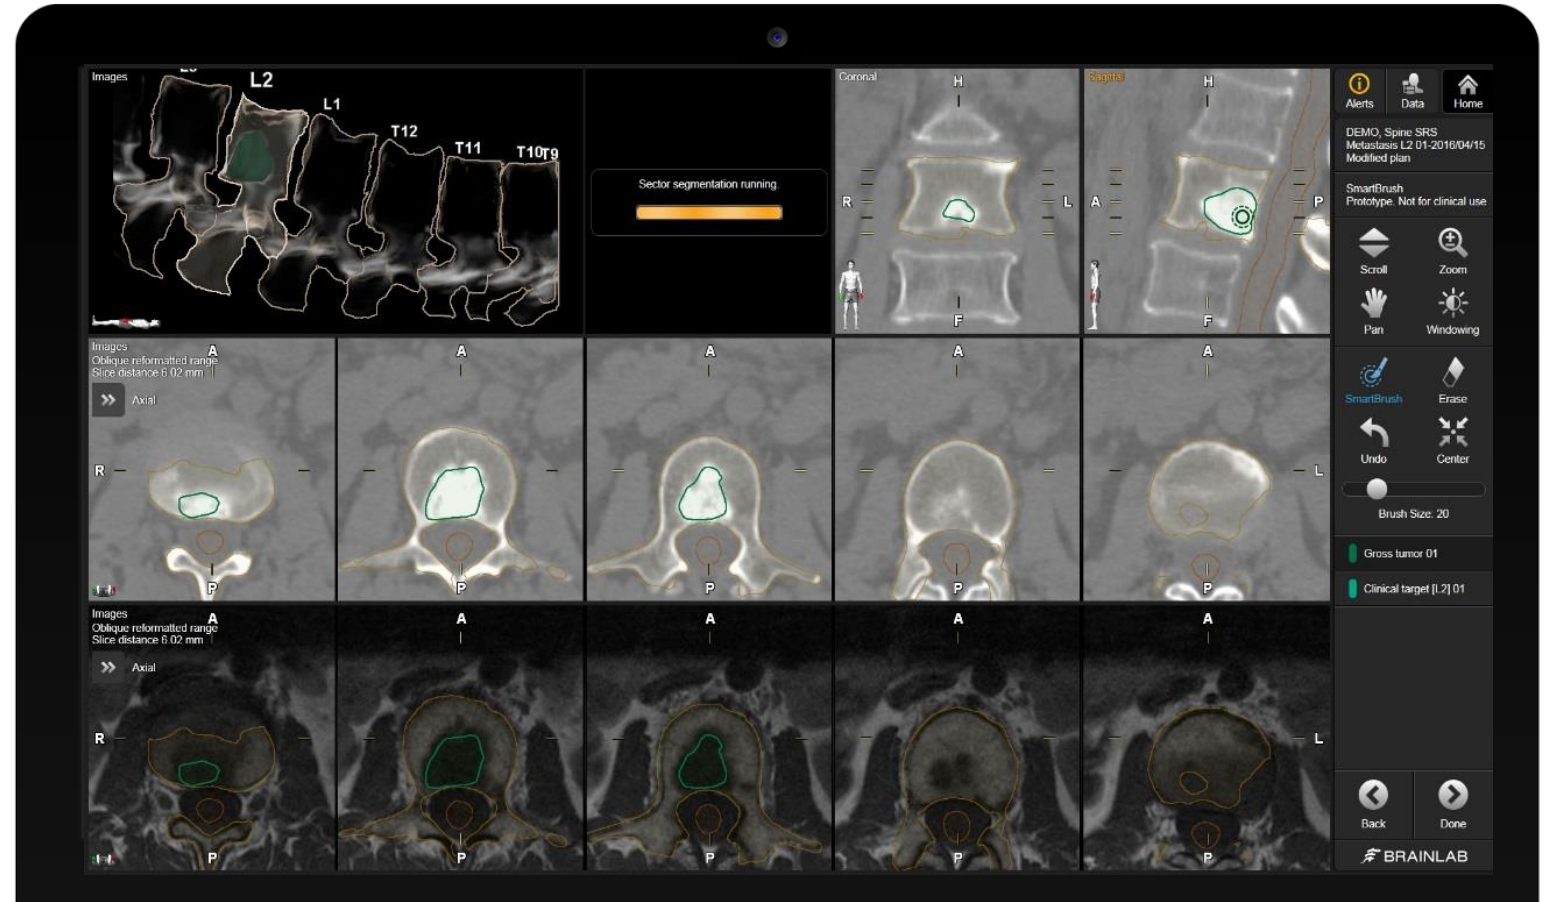 Images
L2
L1
T12
T11
T10
T9
Sector segmentation running.
Coronal
H
R
L
F
Sagittal
H
A
P
F
Alerts
Data
Home
DEMO, Spine SRS
Metastasis L2 01-2016/04/15
Modified plan
SmartBrush
Prototype. Not for clinical use
Scroll
Zoom
Pan
Windowing
SmartBrush
Erase
Undo
Center
Brush Size: 20
Gross tumor 01
Clinical target [L2] 01
Back
Done
BRAINLAB
Images
Oblique reformatted range
Slice distance 6.02 mm
Axial
A
A
A
A
A
R
L
P
P
P
P
P
Images
Oblique reformatted range
Slice distance 6.02 mm
Axial
A
A
A
A
A
R
L
P
P
P
P
P